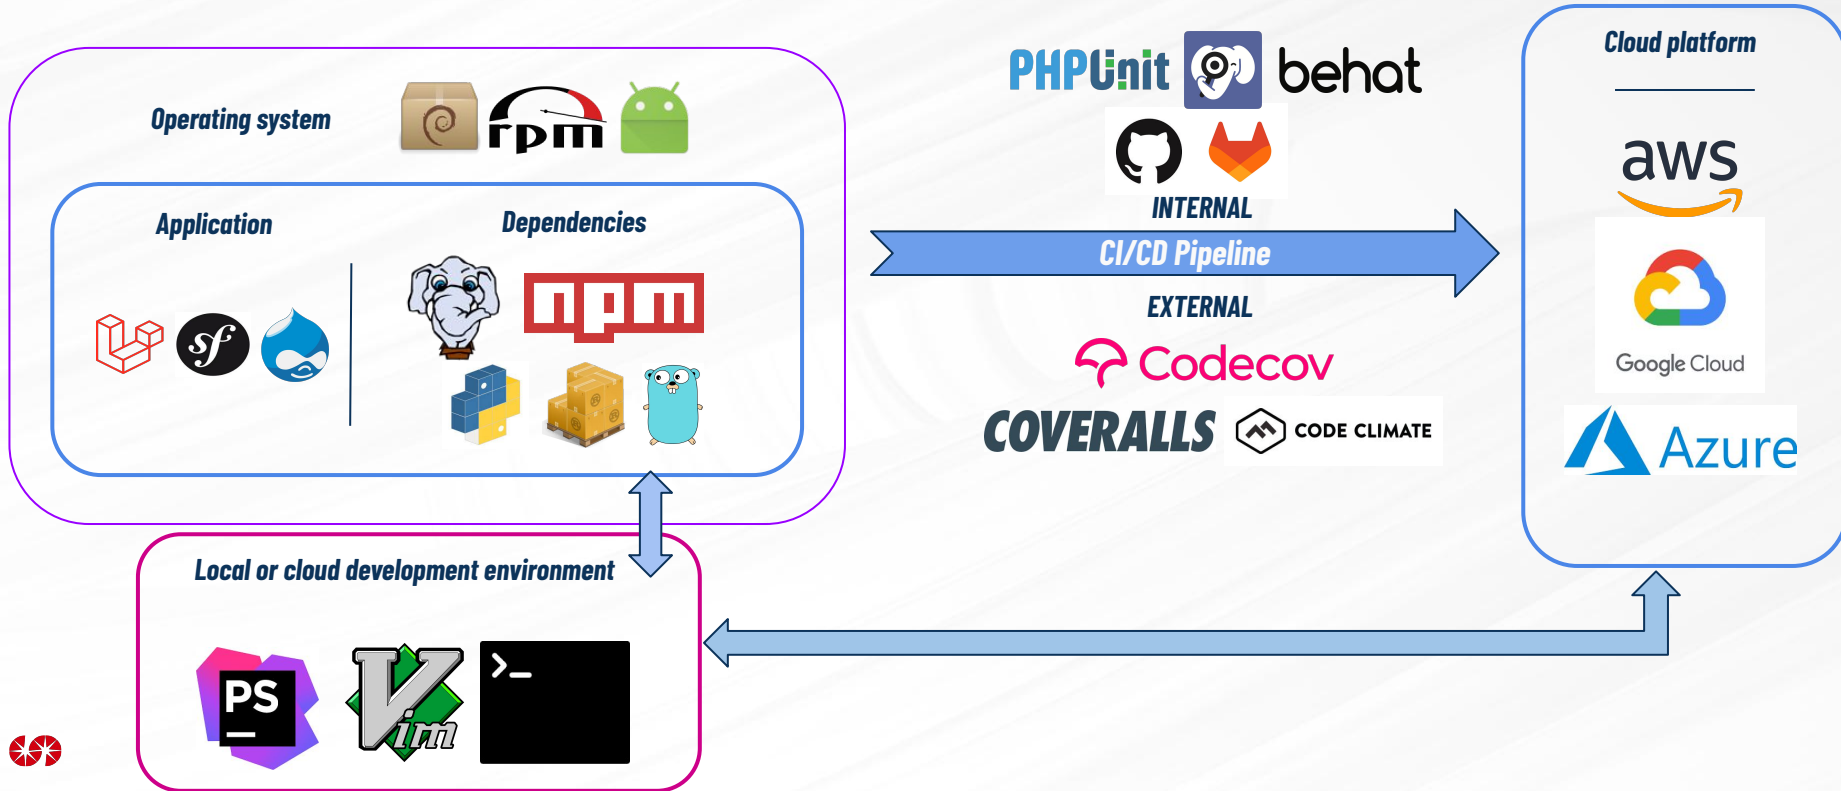 Operating system
rpm
Application
Dependencies
sf
npm
PHPUnit
behat
INTERNAL
CI/CD Pipeline
EXTERNAL
Codecov
COVERALLS
CODE CLIMATE
Cloud platform
aws
Google Cloud
Azure
Local or cloud development environment
PS
Vim
>_